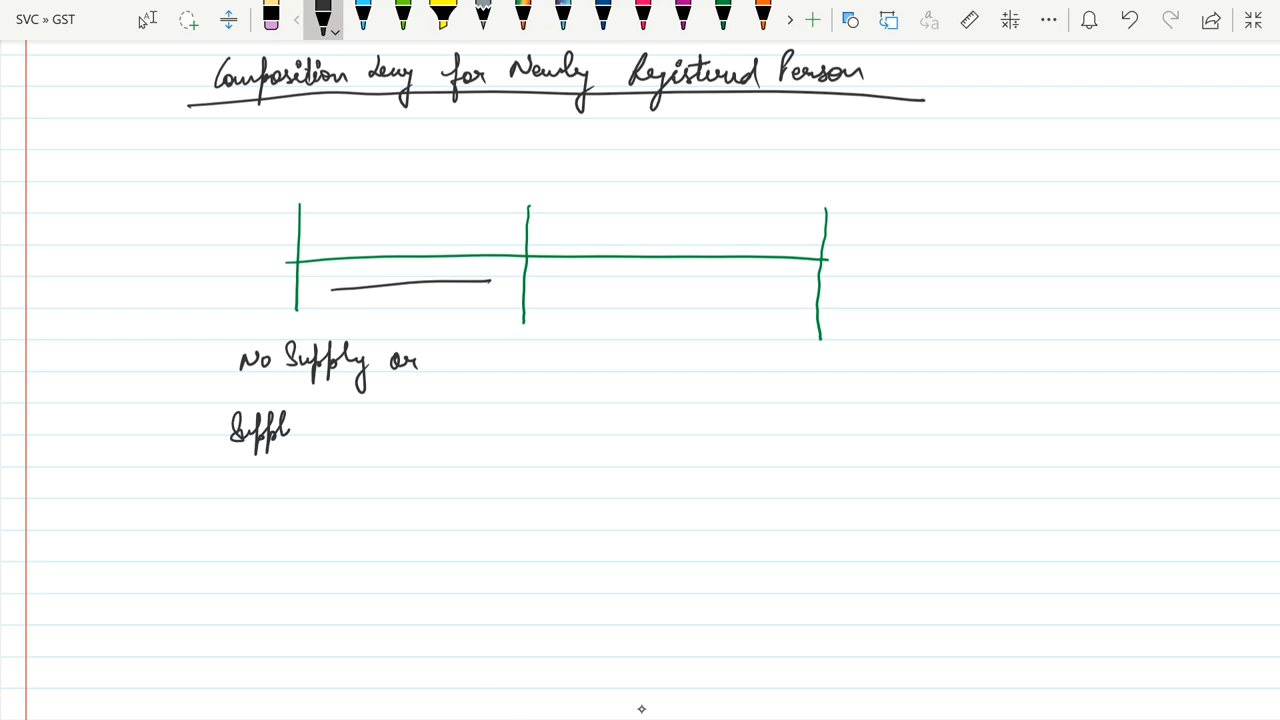 SVC » GST
Composition Levy for Newly Registered Person
No Supply or
Suppl